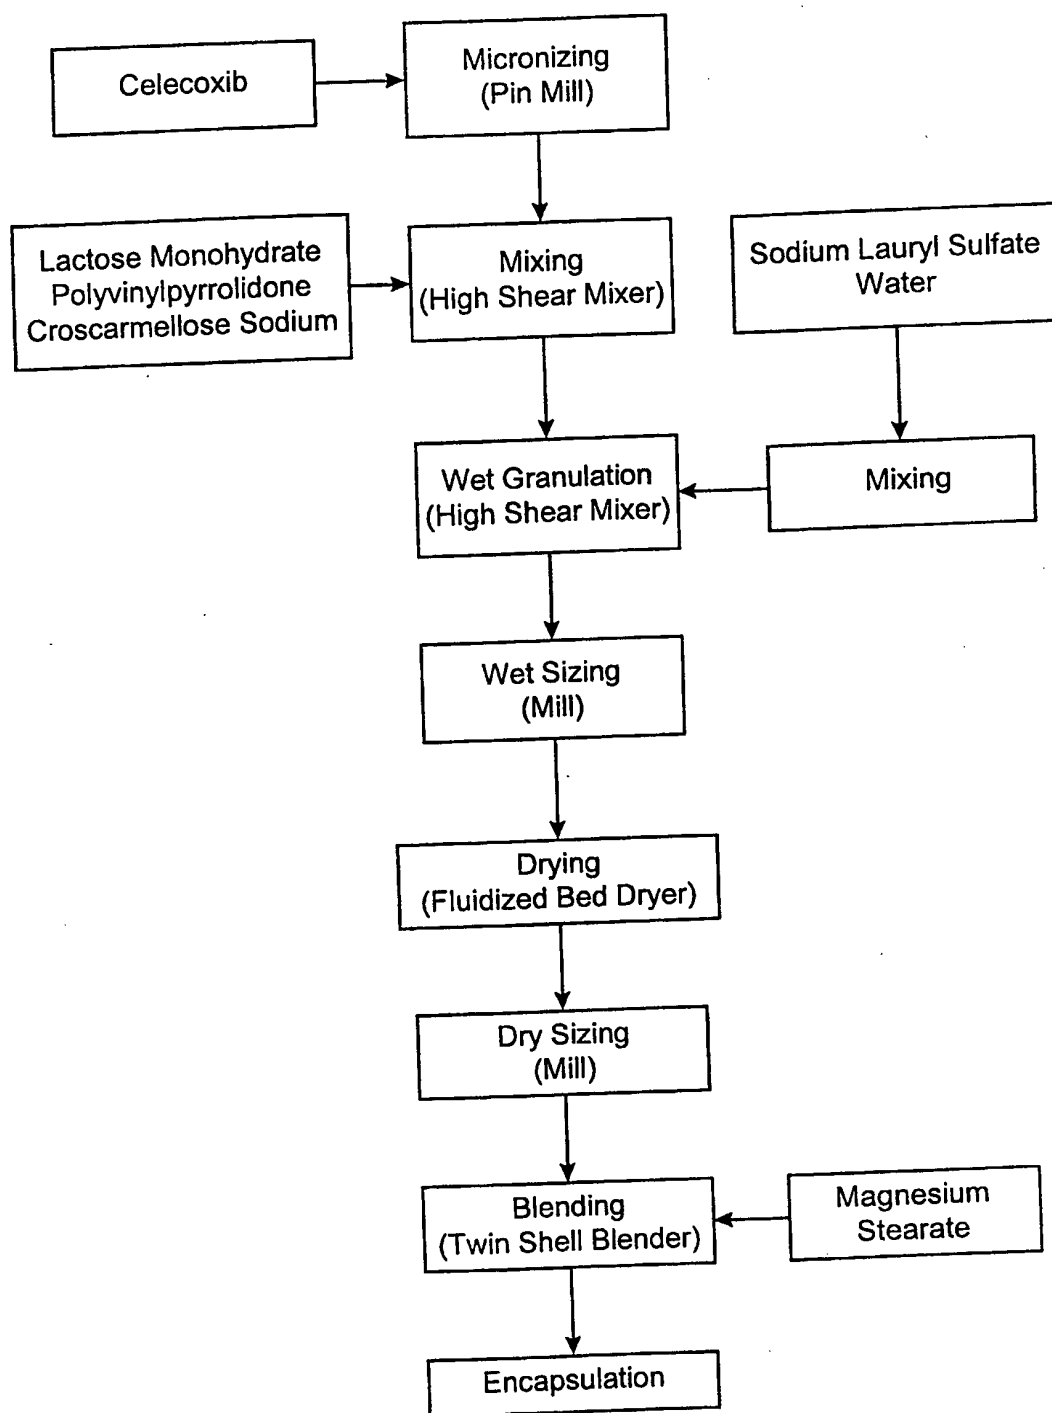 Celecoxib
Micronizing
(Pin Mill)
Lactose Monohydrate
Polyvinylpyrrolidone
Croscarmellose Sodium
Mixing
(High Shear Mixer)
Sodium Lauryl Sulfate
Water
Wet Granulation
(High Shear Mixer)
Mixing
Wet Sizing
(Mill)
Drying
(Fluidized Bed Dryer)
Dry Sizing
(Mill)
Blending
(Twin Shell Blender)
Magnesium
Stearate
Encapsulation